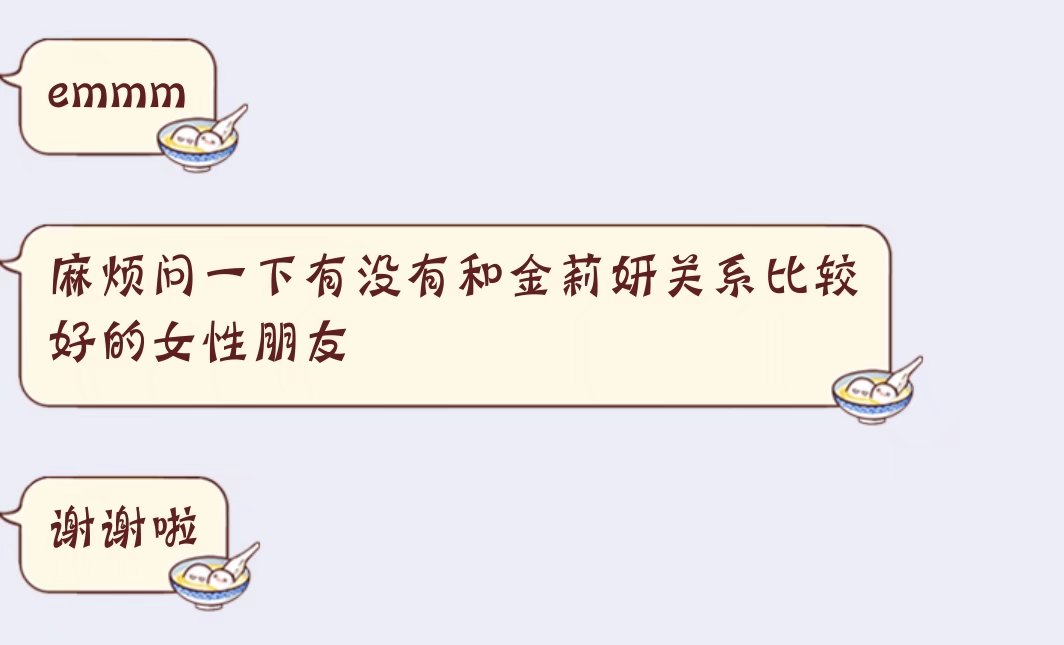 emmm
麻烦问一下有没有和金莉妍关系比较
好的女性朋友
谢谢啦